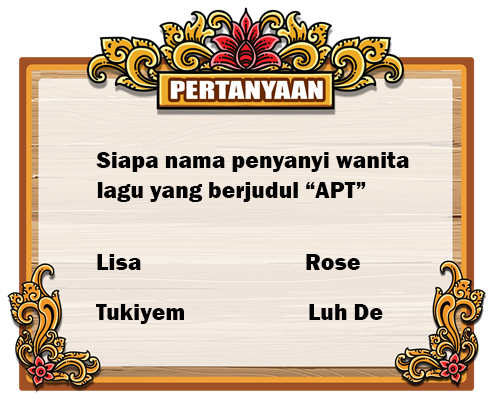 PERTANYAAN
Siapa nama penyanyi wanita
lagu yang berjudul “APT”
Lisa Rose
Tukiyem Luh De